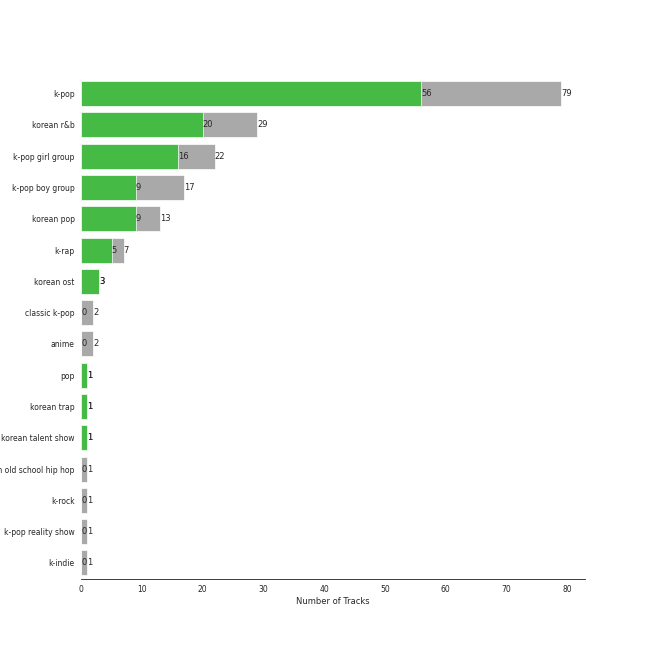 k-pop 56 79
korean r&b 20 29
k-pop girl group 16 22
k-pop boy group 9 17
korean pop 9 13
k-rap 5 7
korean ost 3
classic k-pop 0 2
anime 0 2
pop 1
korean trap 1
korean talent show 1
old school hip hop 0 1
k-rock 0 1
k-pop reality show 0 1
k-indie 0 1
0 10 20 30 40 50 60 70 80
Number of Tracks